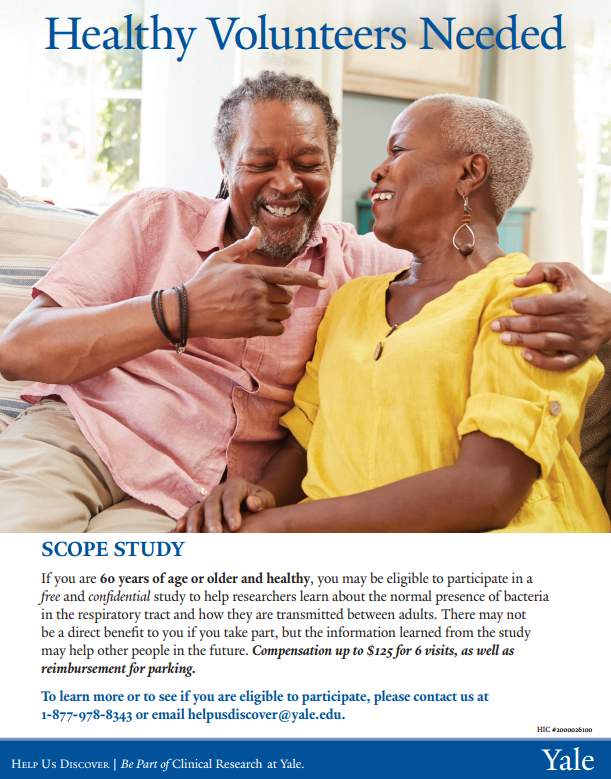 Healthy Volunteers Needed
SCOPE STUDY
If you are 60 years of age or older and healthy, you may be eligible to participate in a
free and confidential study to help researchers learn about the normal presence of bacteria
in the respiratory tract and how they are transmitted between adults. There may not
be a direct benefit to you if you take part, but the information learned from the study
may help other people in the future. Compensation up to $125 for 6 visits, as well as
reimbursement for parking.
To learn more or to see if you are eligible to participate, please contact us at
1-877-978-8343 or email helpusdiscover@yale.edu.
HIC #2000026100
Help Us Discover | Be Part of Clinical Research at Yale.
Yale